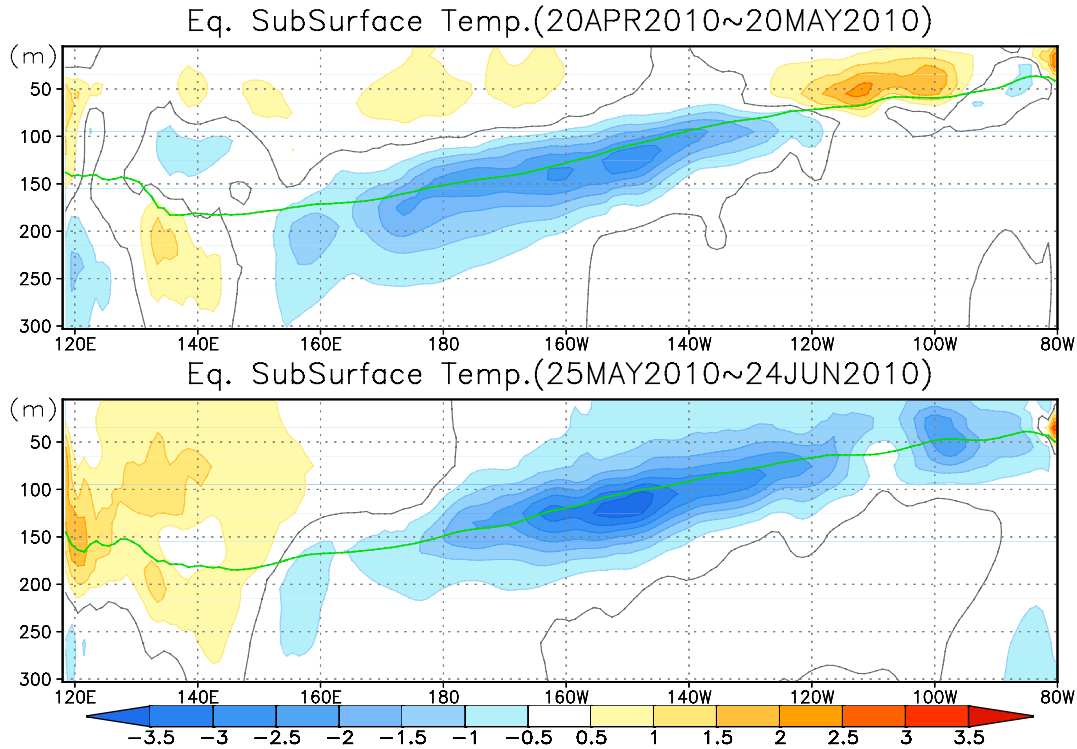 Eq. SubSurface Temp.(20APR2010~20MAY2010)
(m)
50
100
150
200
250
300
120E 140E 160E 180 160W 140W 120W 100W 80W
Eq. SubSurface Temp.(25MAY2010~24JUN2010)
(m)
50
100
150
200
250
300
120E 140E 160E 180 160W 140W 120W 100W 80W
−3.5 −3 −2.5 −2 −1.5 −1 −0.5 0.5 1 1.5 2 2.5 3 3.5